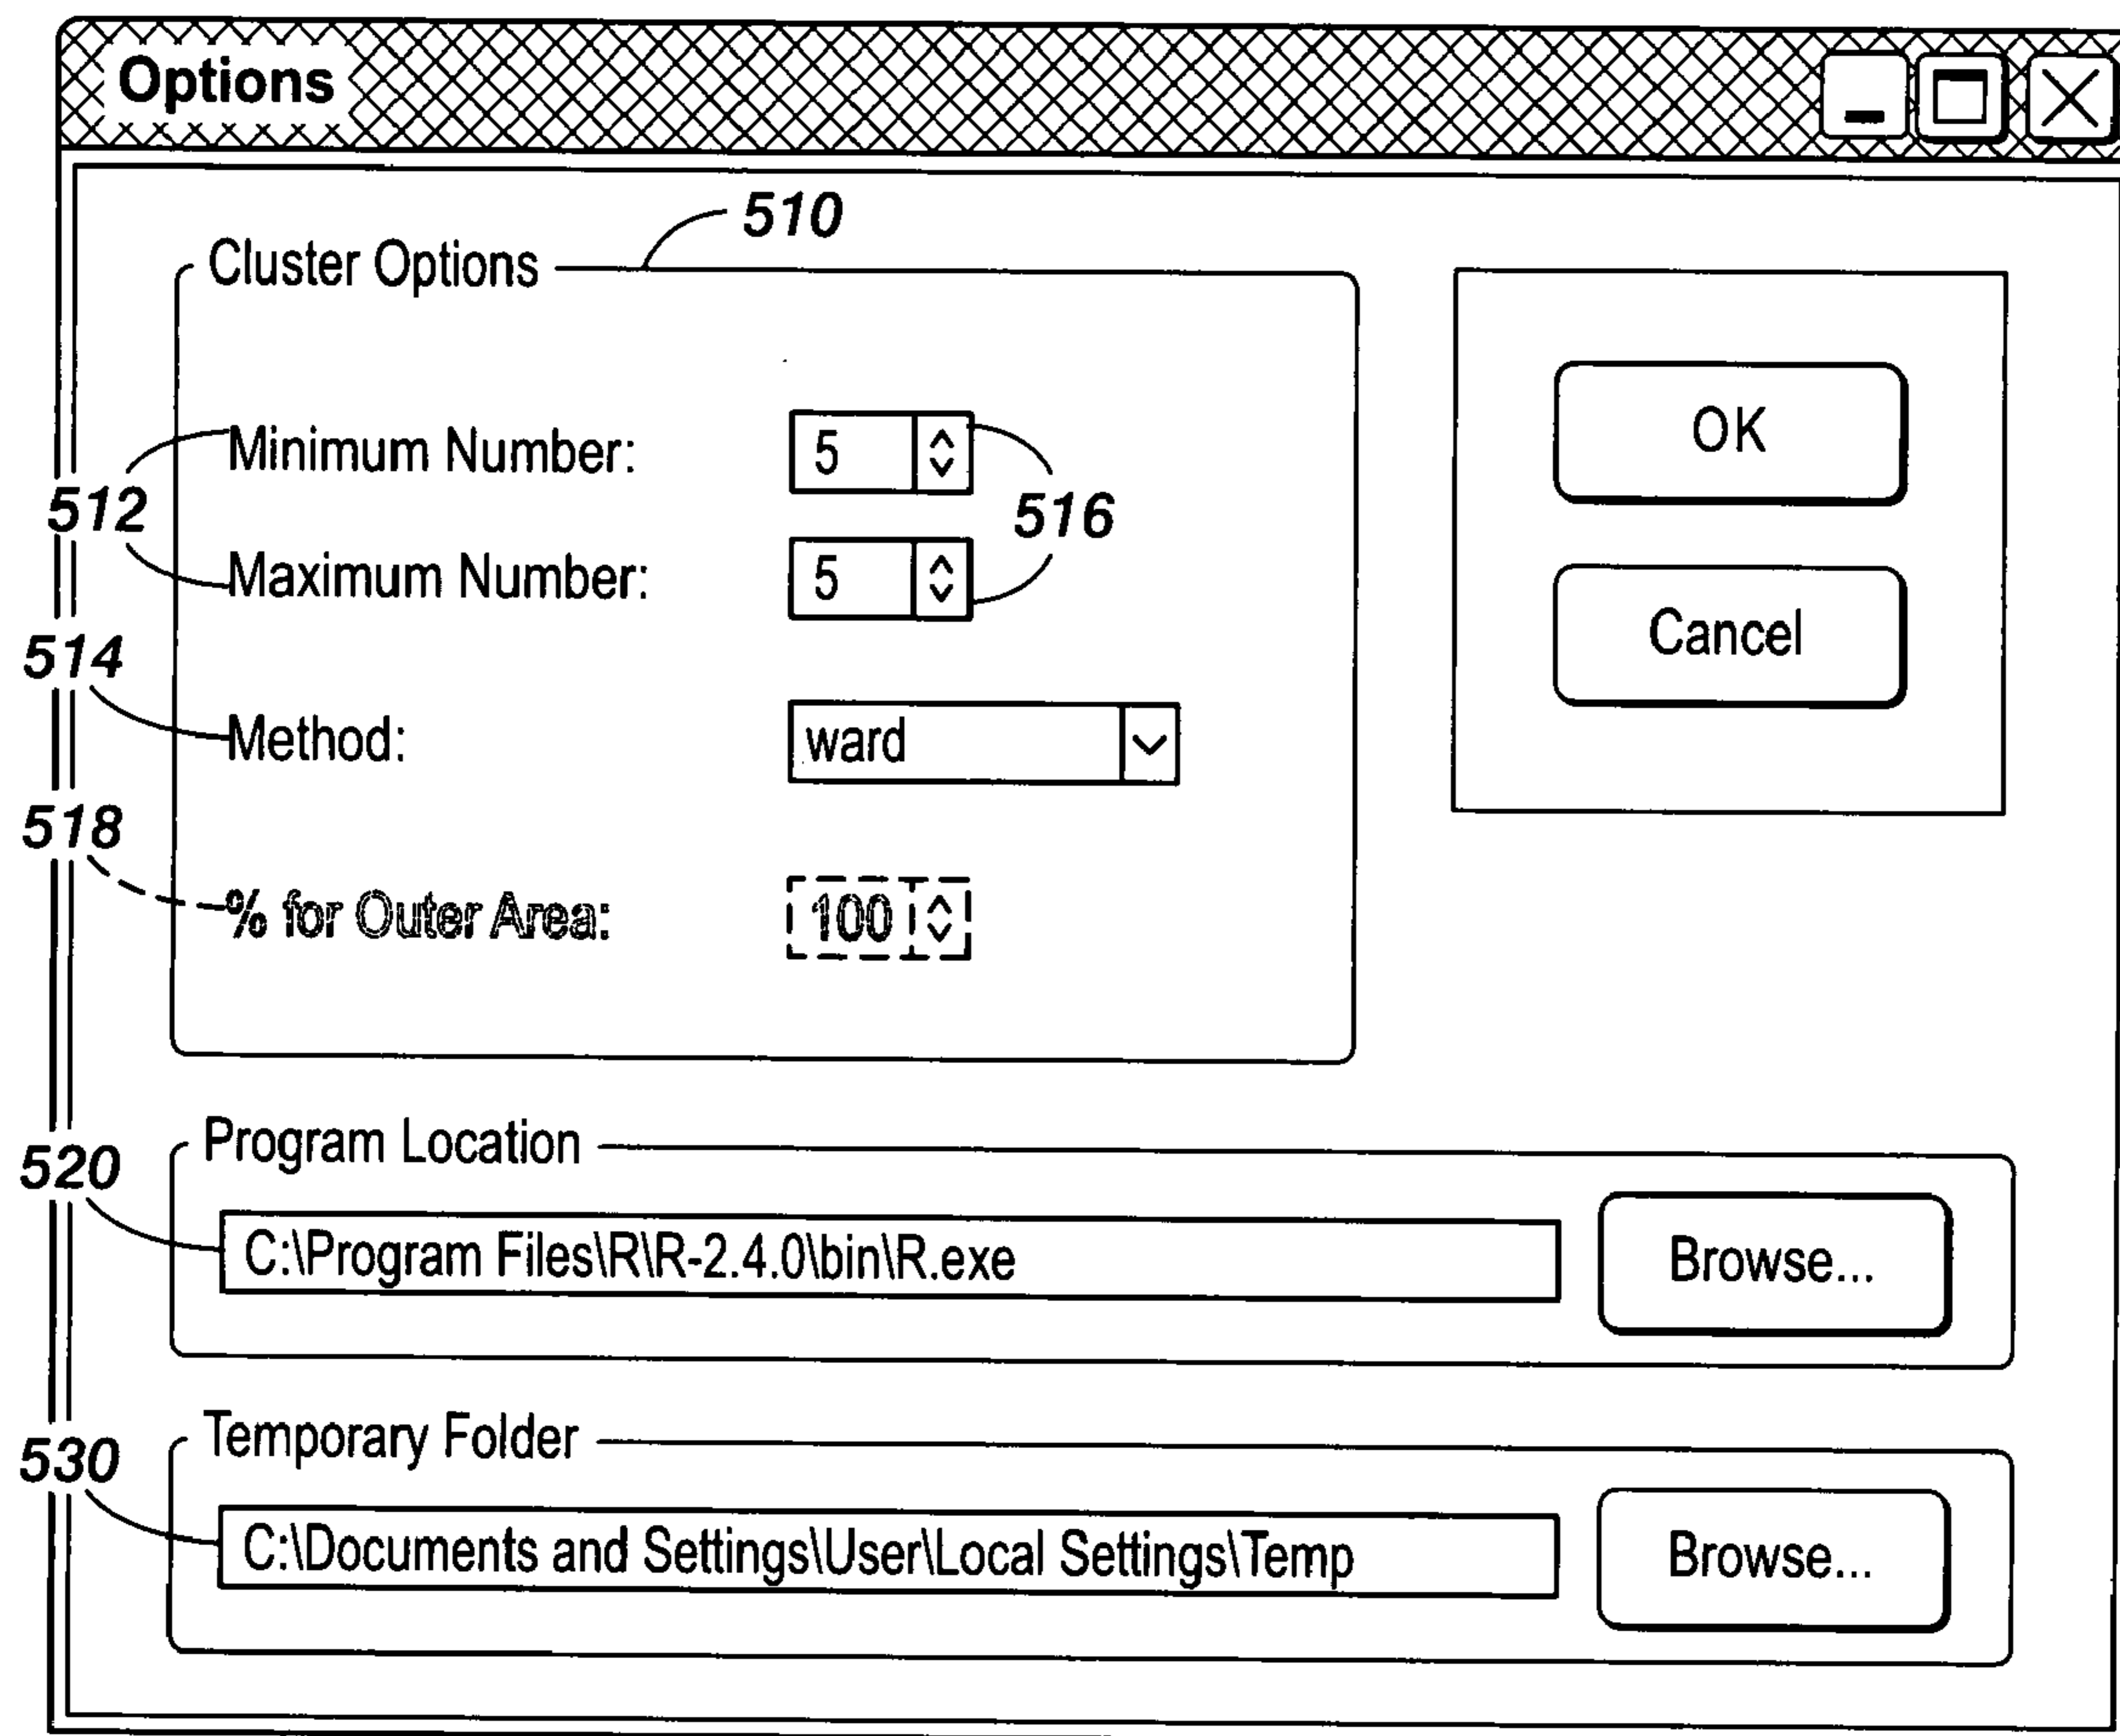 Options
510
Cluster Options
Minimum Number: 5
512
516
Maximum Number: 5
514
Method: ward
518
% for Outer Area: 100
OK
Cancel
Program Location
520
C:\Program Files\R\R-2.4.0\bin\R.exe
Browse...
Temporary Folder
530
C:\Documents and Settings\User\Local Settings\Temp
Browse...